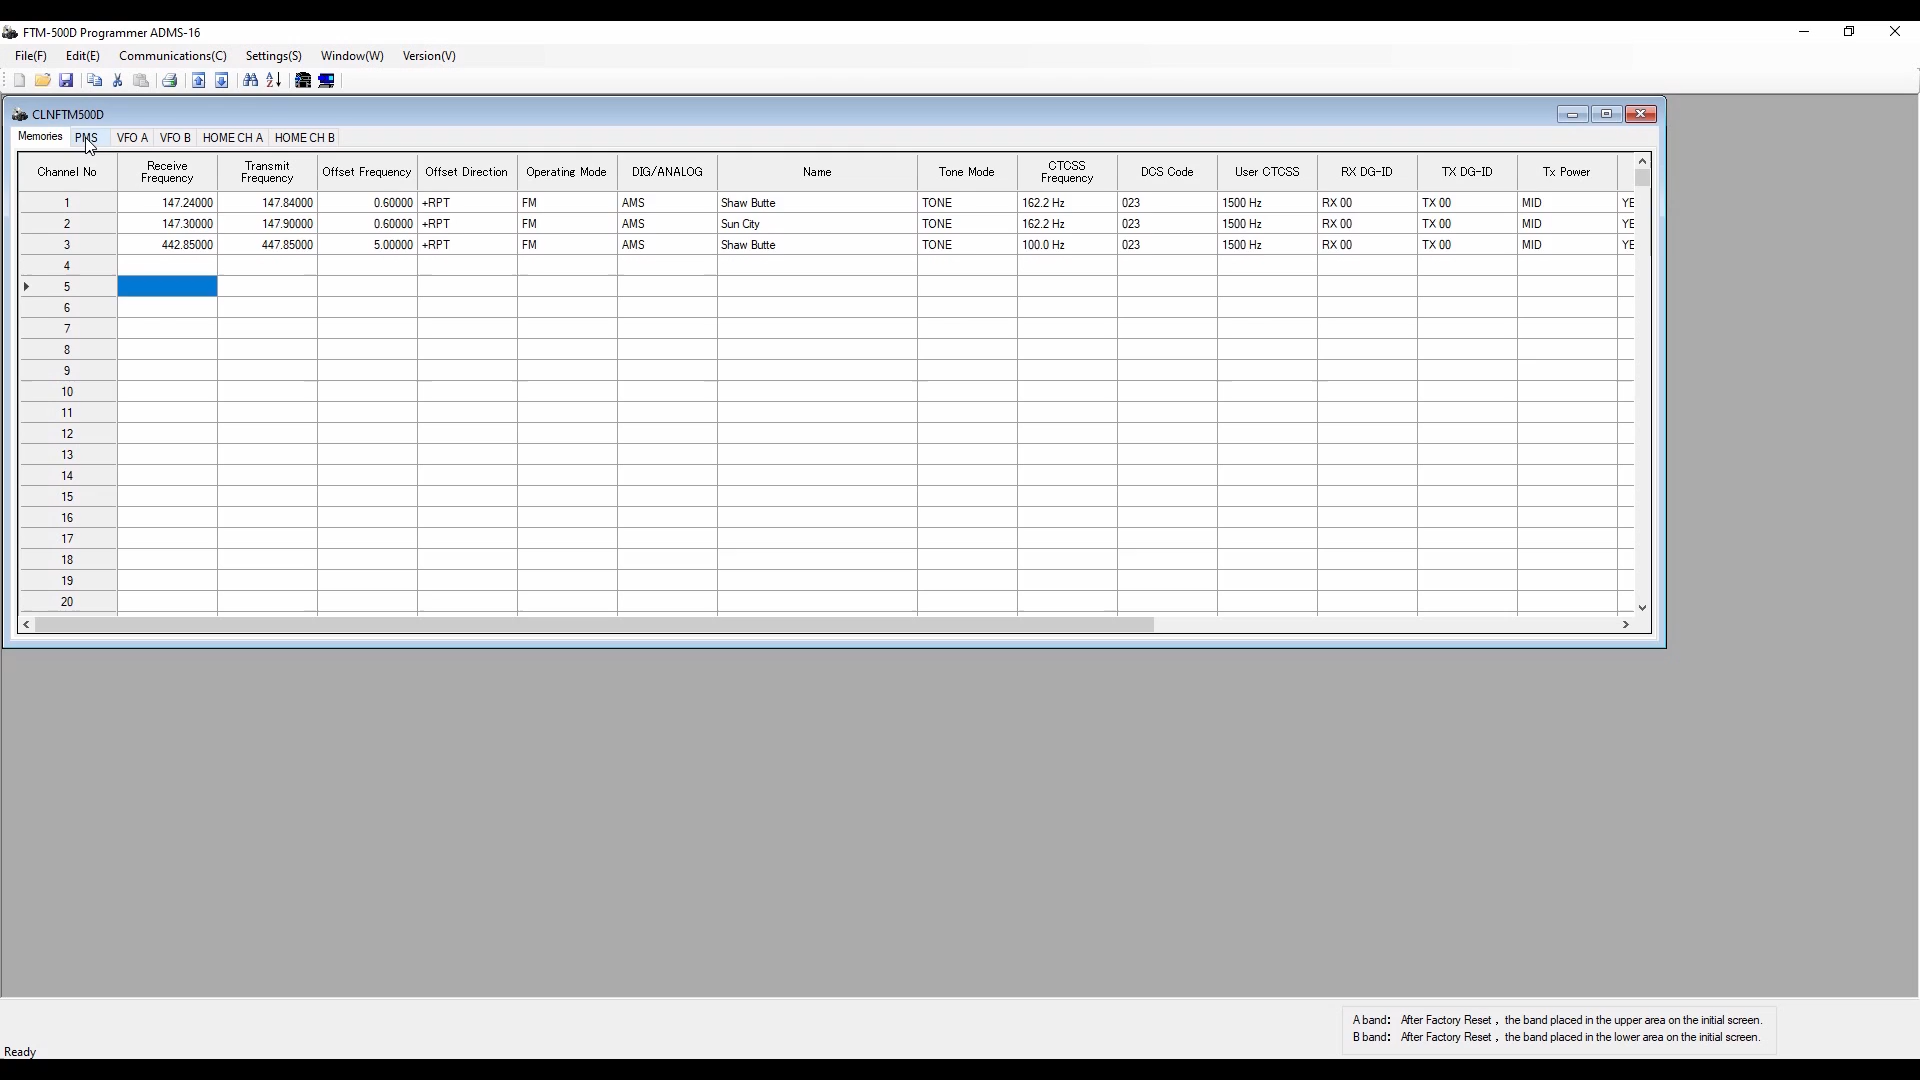 FTM-500D Programmer ADMS-16
File(F) Edit(E) Communications(C) Settings(S) Window(W) Version(V)
CLNFTM500D
Memories PMS VFO A VFO B HOME CH A HOME CH B
Channel No Receive Frequency Transmit Frequency Offset Frequency Offset Direction Operating Mode DIG/ANALOG Name Tone Mode CTCSS Frequency DCS Code User CTCSS RX DG-ID TX DG-ID Tx Power
1 147.24000 147.84000 0.60000 +RPT FM AMS Shaw Butte TONE 162.2 Hz 023 1500 Hz RX 00 TX 00 MID YE
2 147.30000 147.90000 0.60000 +RPT FM AMS Sun City TONE 162.2 Hz 023 1500 Hz RX 00 TX 00 MID YE
3 442.85000 447.85000 5.00000 +RPT FM AMS Shaw Butte TONE 100.0 Hz 023 1500 Hz RX 00 TX 00 MID YE
4
5
6
7
8
9
10
11
12
13
14
15
16
17
18
19
20
A band: After Factory Reset, the band placed in the upper area on the initial screen.
B band: After Factory Reset, the band placed in the lower area on the initial screen.
Ready